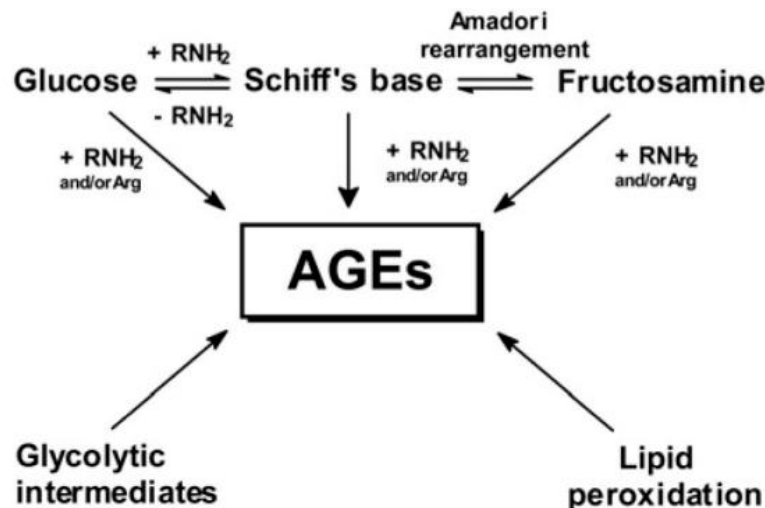 Amadori
rearrangement
+ RNH₂
Glucose
Schiff's base
Fructosamine
- RNH₂
+ RNH₂
and/or Arg
+ RNH₂
and/or Arg
+ RNH₂
and/or Arg
AGEs
Glycolytic
intermediates
Lipid
peroxidation